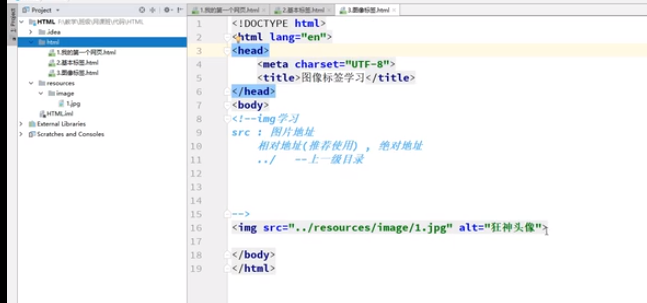 Project
1.我的第一个网页.html
2.基本标签.html
3.图像标签.html
1: Project
HTML
.idea
html
1.我的第一个网页.html
2.基本标签.html
3.图像标签.html
resources
image
1.jpg
HTML.iml
External Libraries
Scratches and Consoles
1 <!DOCTYPE html>
2 <html lang="en">
3 <head>
4 <meta charset="UTF-8">
5 <title>图像标签学习</title>
6 </head>
7 <body>
8 <!--img学习
9 src : 图片地址
10 相对地址(推荐使用) , 绝对地址
11 ../ --上一级目录
12
13
14
15 -->
16 <img src="../resources/image/1.jpg" alt="狂神头像">
17
18 </body>
19 </html>